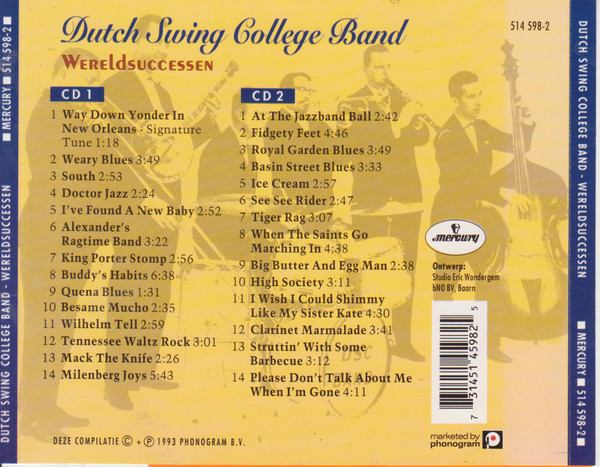 Dutch Swing College Band
514 598-2
WERELDSUCCESSEN
CD 1
1 Way Down Yonder In
New Orleans - Signature
Tune 1:18
2 Weary Blues 3:49
3 South 2:53
4 Doctor Jazz 2:24
5 I've Found A New Baby 2:52
6 Alexander's
Ragtime Band 3:22
7 King Porter Stomp 2:56
8 Buddy's Habits 6:38
9 Quena Blues 1:31
10 Besame Mucho 2:35
11 Wilhelm Tell 2:59
12 Tennessee Waltz Rock 3:01
13 Mack The Knife 2:26
14 Milenberg Joys 5:43
CD 2
1 At The Jazzband Ball 2:42
2 Fidgety Feet 4:46
3 Royal Garden Blues 3:49
4 Basin Street Blues 3:33
5 Ice Cream 2:57
6 See See Rider 2:47
7 Tiger Rag 3:07
8 When The Saints Go
Marching In 4:38
9 Big Butter And Egg Man 2:38
10 High Society 3:11
11 I Wish I Could Shimmy
Like My Sister Kate 4:30
12 Clarinet Marmalade 3:41
13 Struttin' With Some
Barbecue 3:12
14 Please Don't Talk About Me
When I'm Gone 4:11
mercury
Ontwerp:
Studio Eric Wondergem
bNO BV, Baarn
7 31451 45982 5
DSC
BAND
DEZE COMPILATIE © + ℗ 1993 PHONOGRAM B.V.
marketed by
phonogram
DUTCH SWING COLLEGE BAND - WERELDSUCCESSEN ■ MERCURY ■ 514 598-2 ■
DUTCH SWING COLLEGE BAND - WERELDSUCCESSEN ■ MERCURY ■ 514 598-2 ■